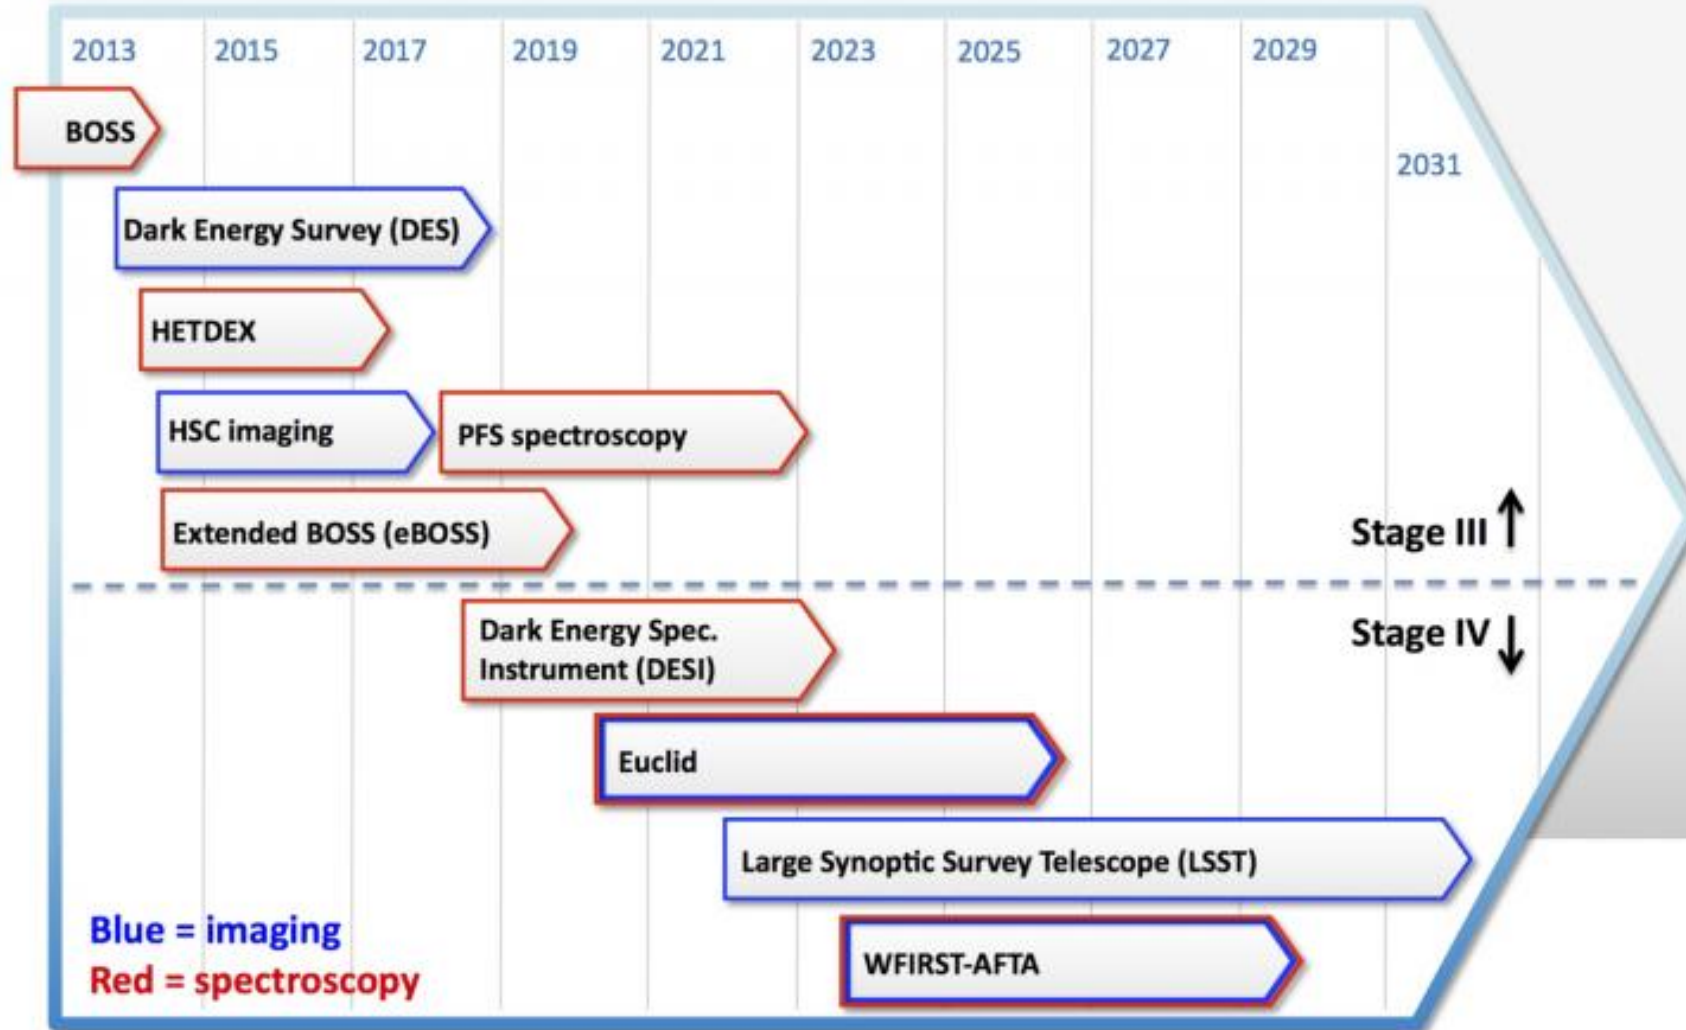 2013 2015 2017 2019 2021 2023 2025 2027 2029
BOSS
2031
Dark Energy Survey (DES)
HETDEX
HSC imaging
PFS spectroscopy
Extended BOSS (eBOSS)
Stage III ↑
Dark Energy Spec.
Instrument (DESI)
Stage IV ↓
Euclid
Large Synoptic Survey Telescope (LSST)
Blue = imaging
WFIRST-AFTA
Red = spectroscopy